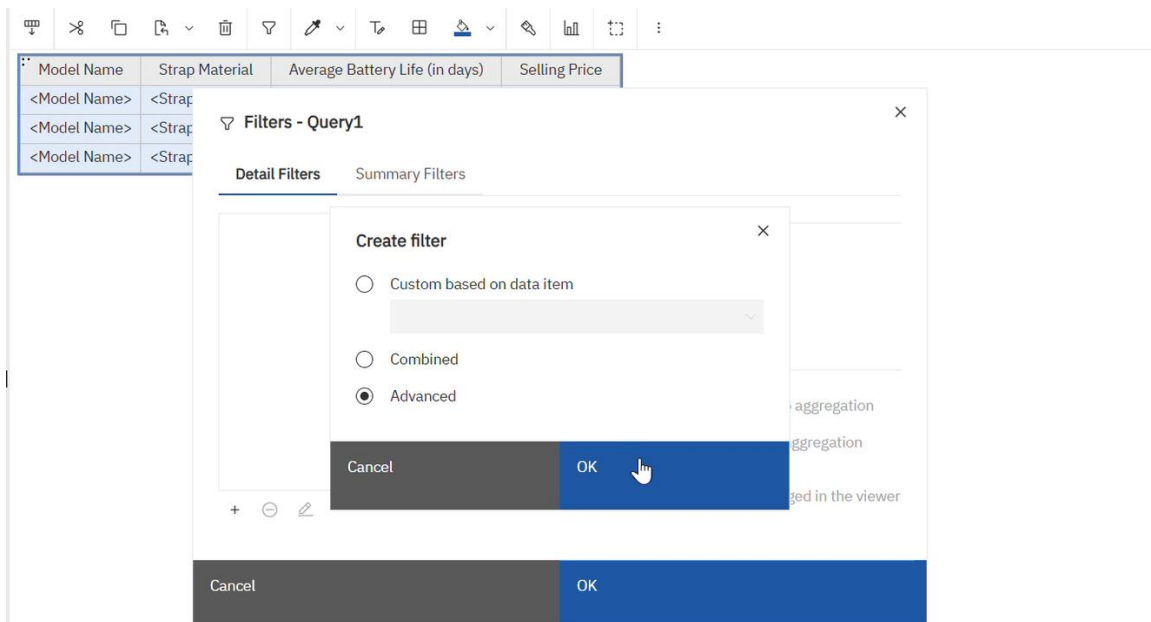 Model Name Strap Material Average Battery Life (in days) Selling Price
<Model Name> <Strap
<Model Name> <Strap
<Model Name> <Strap
Filters - Query1
Detail Filters Summary Filters
Create filter
Custom based on data item
Combined
Advanced
Cancel OK
aggregation
ggregation
ged in the viewer
Cancel OK